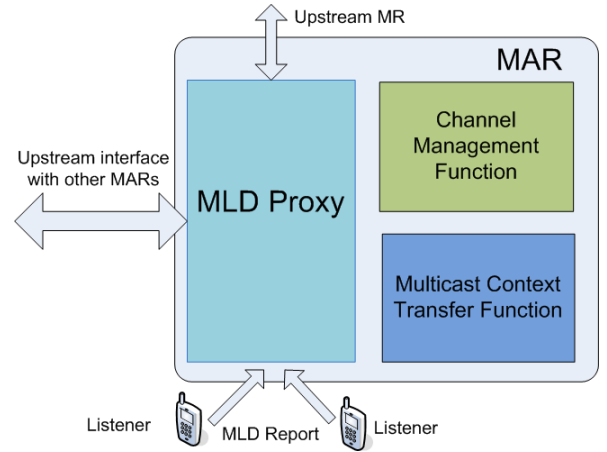 Upstream MR
MAR
Upstream interface
with other MARs
MLD Proxy
Channel
Management
Function
Multicast Context
Transfer Function
Listener
MLD Report
Listener